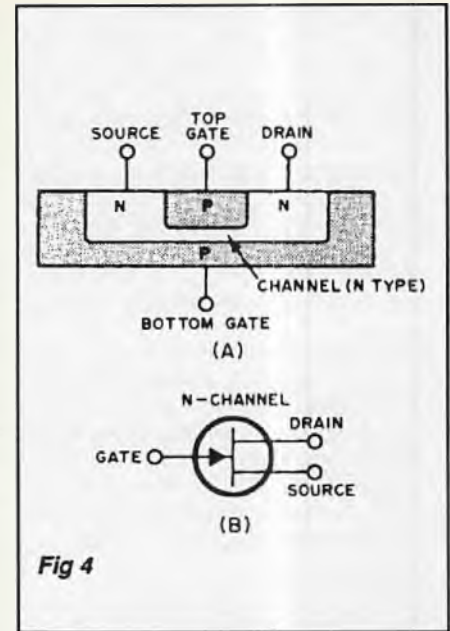 SOURCE
TOP
GATE
DRAIN
N
P
N
P
CHANNEL (N TYPE)
BOTTOM GATE
(A)
N-CHANNEL
DRAIN
GATE
SOURCE
(B)
Fig 4